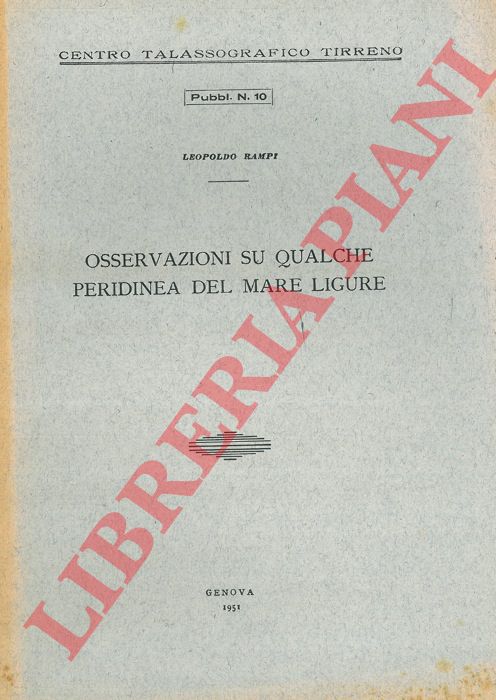 CENTRO TALASSOGRAFICO TIRRENO
Pubbl. N. 10
LEOPOLDO RAMPI
OSSERVAZIONI SU QUALCHE
PERIDINEA DEL MARE LIGURE
GENOVA
1951
LIBRERIA PIANI